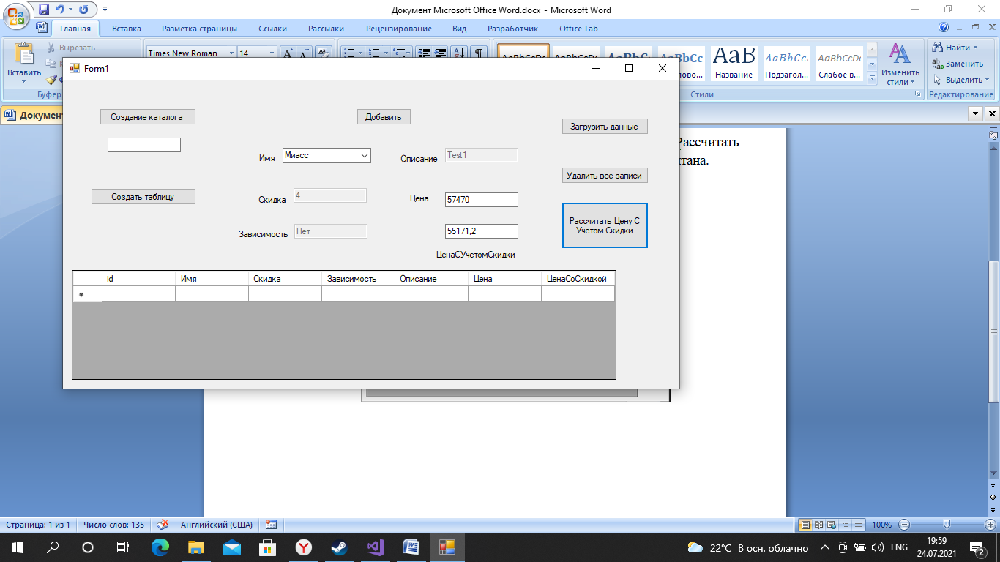 Документ Microsoft Office Word.docx - Microsoft Word
Главная Вставка Разметка страницы Ссылки Рассылки Рецензирование Вид Разработчик Office Tab
Вставить
Вырезать
Times New Roman 14
AaBbCcDc AaBbCcDc AaBbC AaBbCc АаВ AaBbCc. AaBbCcDc
Название Подзагол... Слабое в...
Изменить стили
Найти
Заменить
Выделить
Стили
Редактирование
Form1
Создание каталога
Добавить
Загрузить данные
Рассчитать
Имя Миасс
Описание Test1
Удалить все записи
Создать таблицу
Скидка 4
Цена 57470
Рассчитать Цену С
Учетом Скидки
Зависимость Нет
55171,2
ЦенаСУчетомСкидки
id Имя Скидка Зависимость Описание Цена ЦенаСоСкидкой
Страница: 1 из 1 Число слов: 135 Английский (США) 100%
22°C В осн. облачно ENG
19:59
24.07.2021
2